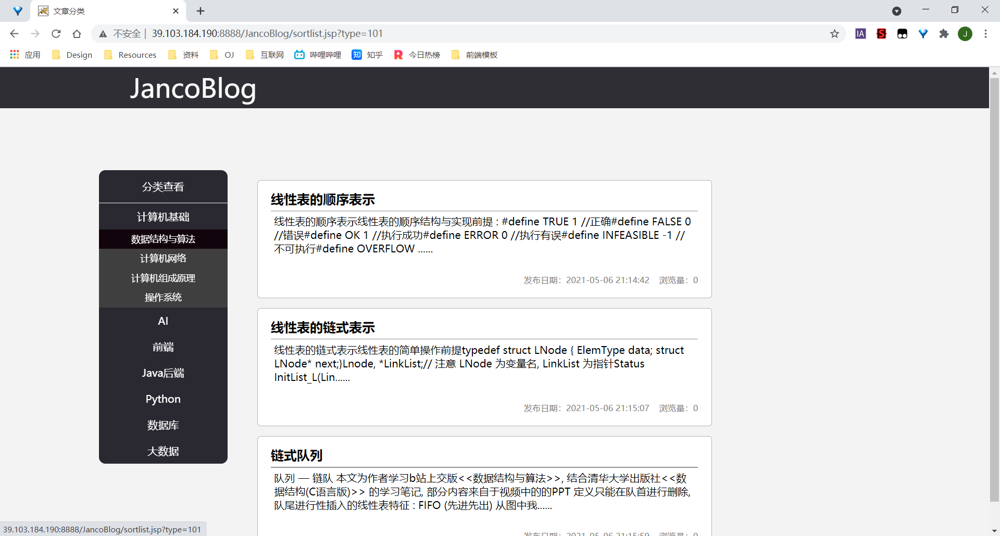 文章分类
不安全 | 39.103.184.190:8888/JancoBlog/sortlist.jsp?type=101
IA S J
应用 Design Resources 资料 OJ 互联网 哔哩哔哩 知 知乎 R 今日热榜 前端模板
JancoBlog
分类查看
计算机基础
数据结构与算法
计算机网络
计算机组成原理
操作系统
AI
前端
Java后端
Python
数据库
大数据
线性表的顺序表示
线性表的顺序表示线性表的顺序结构与实现前提 : #define TRUE 1 //正确#define FALSE 0
//错误#define OK 1 //执行成功#define ERROR 0 //执行有误#define INFEASIBLE -1 //
不可执行#define OVERFLOW ......
发布日期：2021-05-06 21:14:42 浏览量：0
线性表的链式表示
线性表的链式表示线性表的简单操作前提typedef struct LNode { ElemType data; struct
LNode* next;}Lnode, *LinkList;// 注意 LNode 为变量名, LinkList 为指针Status
InitList_L(Lin......
发布日期：2021-05-06 21:15:07 浏览量：0
链式队列
队列 — 链队 本文为作者学习b站上交版<<数据结构与算法>>, 结合清华大学出版社<<数
据结构(C语言版)>> 的学习笔记, 部分内容来自于视频中的的PPT 定义只能在队首进行删除,
队尾进行性插入的线性表特征 : FIFO (先进先出) 从图中我......
发布日期：2021-05-06 21:15:59 浏览量：0
39.103.184.190:8888/JancoBlog/sortlist.jsp?type=101